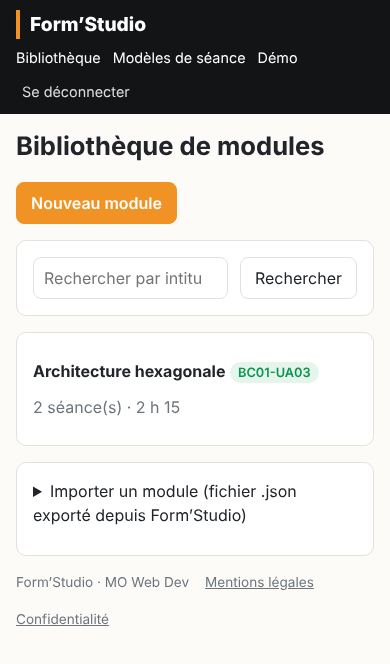 Form’Studio
Bibliothèque Modèles de séance Démo
Se déconnecter
Bibliothèque de modules
Nouveau module
Rechercher par intitu Rechercher
Architecture hexagonale BC01-UA03
2 séance(s) · 2 h 15
Importer un module (fichier .json
exporté depuis Form’Studio)
Form’Studio · MO Web Dev Mentions légales
Confidentialité